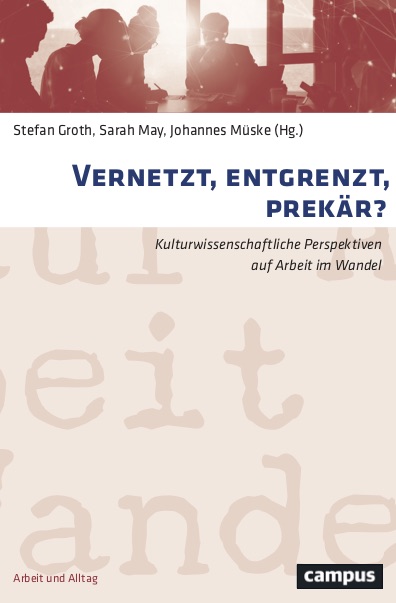 Stefan Groth, Sarah May, Johannes Müske (Hg.)
VERNETZT, ENTGRENZT,
PREKÄR?
Kulturwissenschaftliche Perspektiven
auf Arbeit im Wandel
Arbeit und Alltag
campus